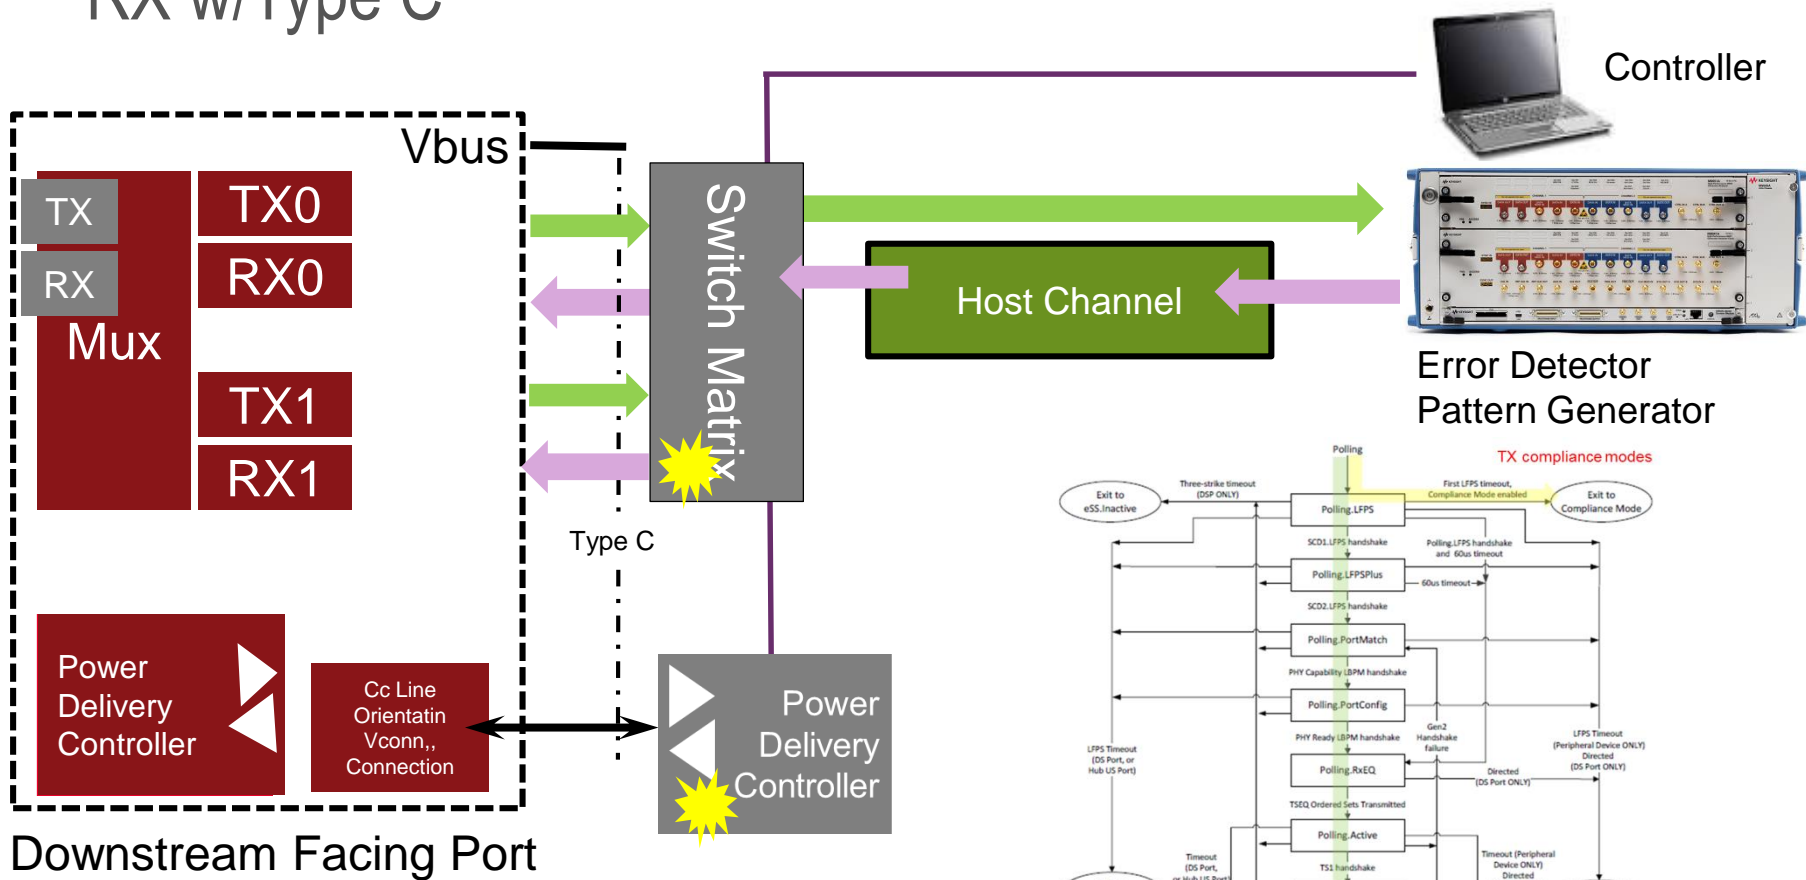 RX w/Type C
Controller
Vbus
TX
RX
Mux
TX0
RX0
TX1
RX1
Switch Matrix
Host Channel
Error Detector
Pattern Generator
Type C
Power
Delivery
Controller
Cc Line
Orientatin
Vconn,,
Connection
Power
Delivery
Controller
Downstream Facing Port
Polling
TX compliance modes
Three-strike timeout
(DSP ONLY)
First LFPS timeout,
Compliance Mode enabled
Exit to
eSS.Inactive
Polling.LFPS
Exit to
Compliance Mode
SCD1.LFPS handshake
Polling.LFPS handshake
and 60us timeout
Polling.LFPSPlus
60us timeout
SCD2.LFPS handshake
Polling.PortMatch
PHY Capability LBPM handshake
Polling.PortConfig
PHY Ready LBPM handshake
Gen2
Handshake
failure
LFPS Timeout
(DS Port, or
Hub US Port)
LFPS Timeout
(Peripheral Device ONLY)
Directed
(DS Port ONLY)
Polling.RxEQ
Directed
(DS Port ONLY)
TSEQ Ordered Sets Transmitted
Polling.Active
Timeout
(DS Port,
or Hub US Port)
TS1 handshake
Timeout (Peripheral
Device ONLY)
Directed